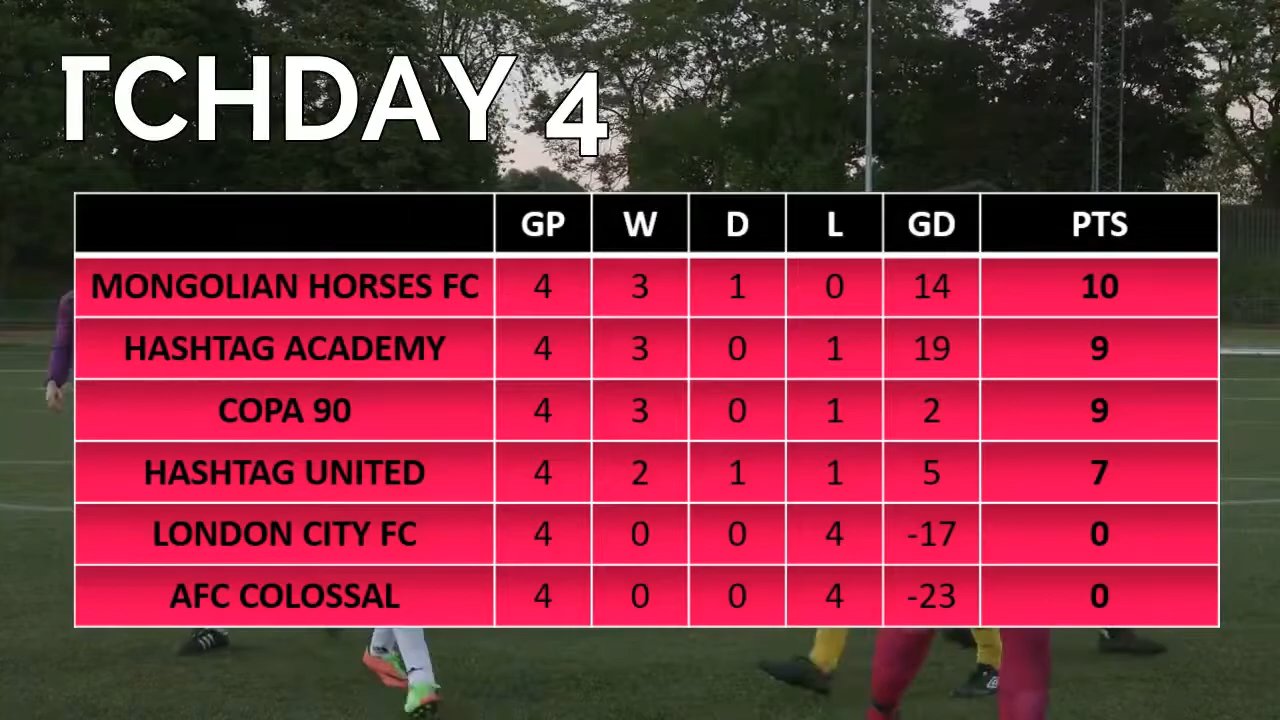 TCHDAY 4
GP W D L GD PTS
MONGOLIAN HORSES FC 4 3 1 0 14 10
HASHTAG ACADEMY 4 3 0 1 19 9
COPA 90 4 3 0 1 2 9
HASHTAG UNITED 4 2 1 1 5 7
LONDON CITY FC 4 0 0 4 -17 0
AFC COLOSSAL 4 0 0 4 -23 0